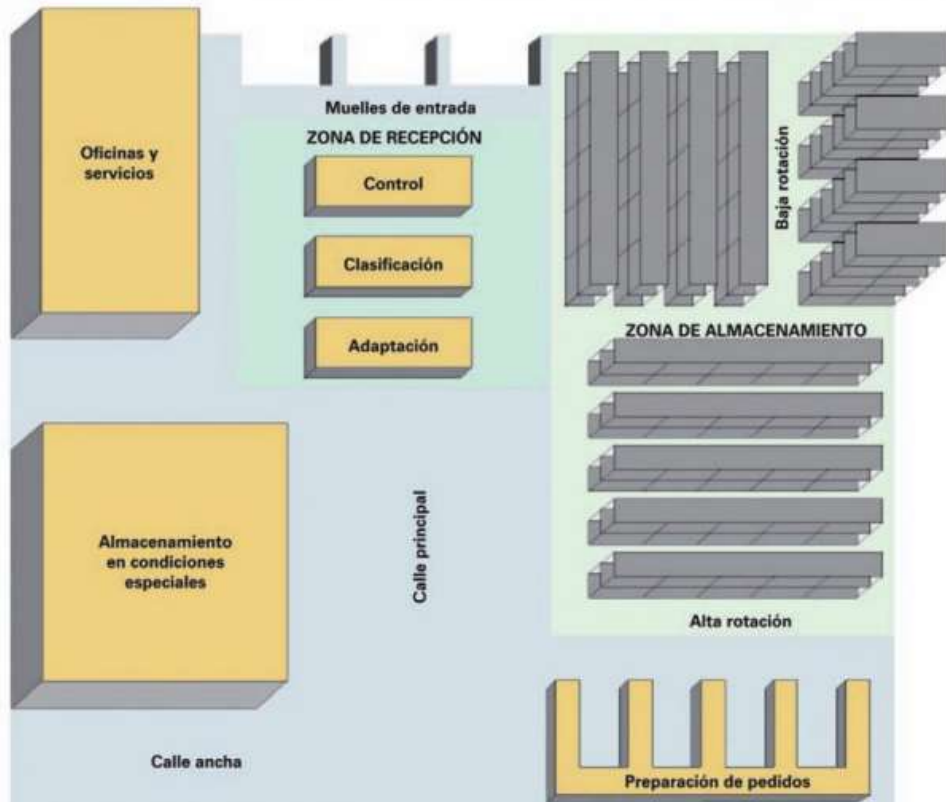 Oficinas y
servicios
Muelles de entrada
ZONA DE RECEPCIÓN
Control
Clasificación
Adaptación
Baja rotación
ZONA DE ALMACENAMIENTO
Almacenamiento
en condiciones
especiales
Calle principal
Alta rotación
Calle ancha
Preparación de pedidos